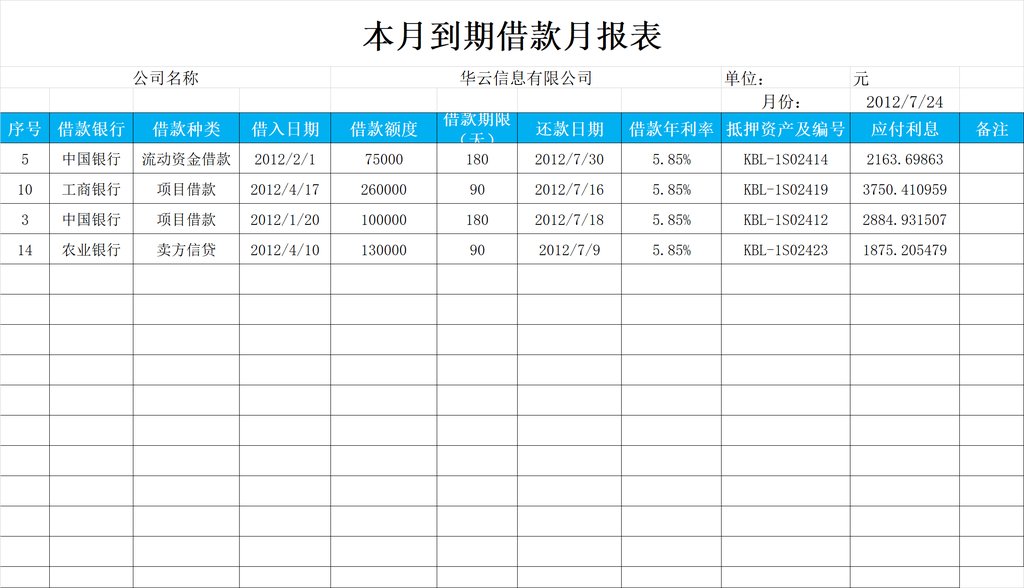 本月到期借款月报表
公司名称 华云信息有限公司 单位： 元
月份： 2012/7/24
序号 借款银行 借款种类 借入日期 借款额度 借款期限（天） 还款日期 借款年利率 抵押资产及编号 应付利息 备注
5 中国银行 流动资金借款 2012/2/1 75000 180 2012/7/30 5.85% KBL-1S02414 2163.69863
10 工商银行 项目借款 2012/4/17 260000 90 2012/7/16 5.85% KBL-1S02419 3750.410959
3 中国银行 项目借款 2012/1/20 100000 180 2012/7/18 5.85% KBL-1S02412 2884.931507
14 农业银行 卖方信贷 2012/4/10 130000 90 2012/7/9 5.85% KBL-1S02423 1875.205479